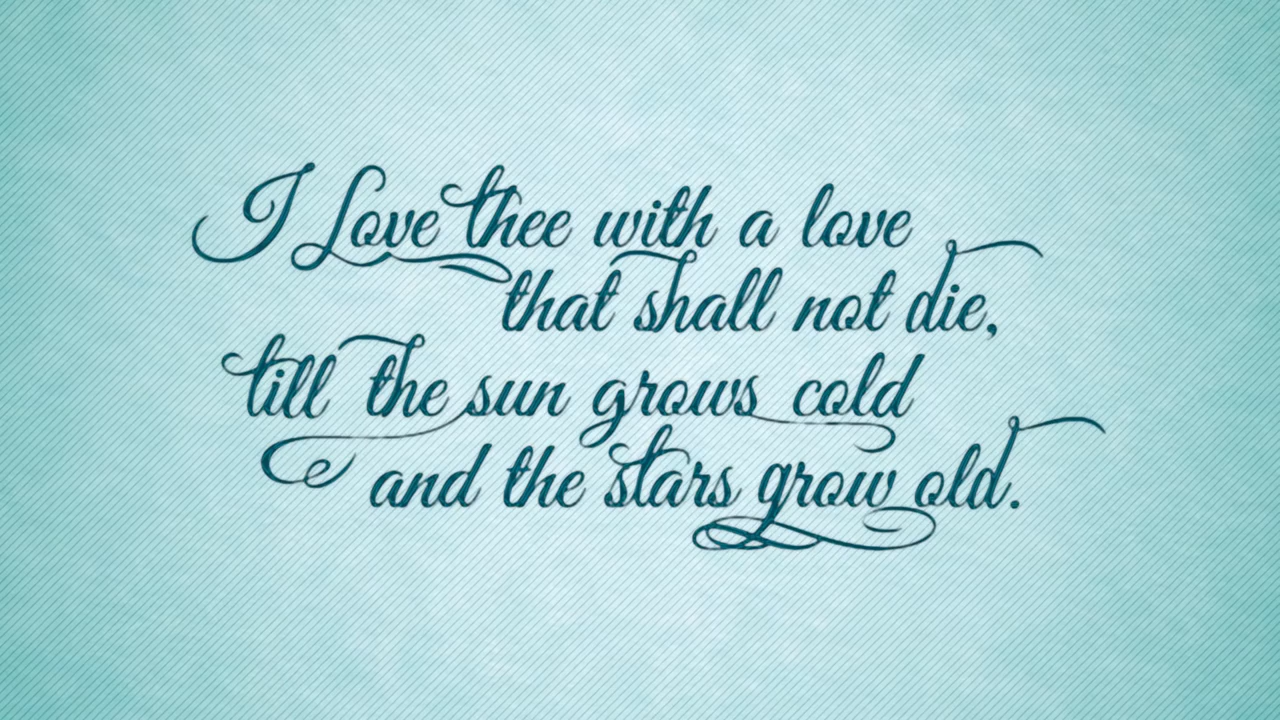 I Love thee with a love
that shall not die,
till the sun grows cold
and the stars grow old.